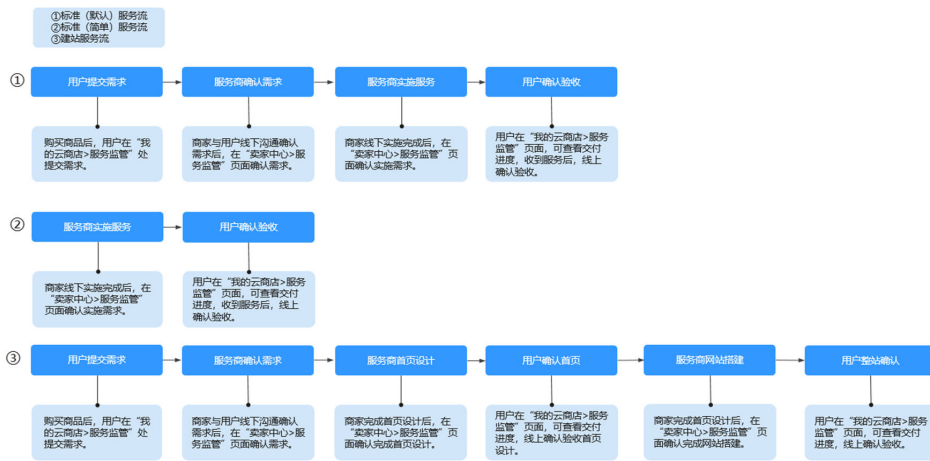 ①标准（默认）服务流
②标准（简单）服务流
③建站服务流
①
用户提交需求
服务商确认需求
服务商实施服务
用户确认验收
购买商品后，用户在“我
的云商店>服务监管”处
提交需求。
商家与用户线下沟通确认
需求后，在“卖家中心>服
务监管”页面确认需求。
商家线下实施完成后，在
“卖家中心>服务监管”页
面确认实施需求。
用户在“我的云商店>服务
监管”页面，可查看交付
进度，收到服务后，线上
确认验收。
②
服务商实施服务
用户确认验收
商家线下实施完成后，在
“卖家中心>服务监管”
页面确认实施需求。
用户在“我的云商店>服务
监管”页面，可查看交付
进度，收到服务后，线上
确认验收。
③
用户提交需求
服务商确认需求
服务商首页设计
用户确认首页
服务商网站搭建
用户整站确认
购买商品后，用户在“我
的云商店>服务监管”处
提交需求。
商家与用户线下沟通确认
需求后，在“卖家中心>服
务监管”页面确认需求。
商家完成首页设计后，在
“卖家中心>服务监管”页
面确认完成首页设计。
用户在“我的云商店>服务
监管”页面，可查看交付
进度，线上确认验收首页
设计。
商家完成首页设计后，在
“卖家中心>服务监管”页
面确认完成网站搭建。
用户在“我的云商店>服务
监管”页面，可查看交付
进度，线上确认验收。